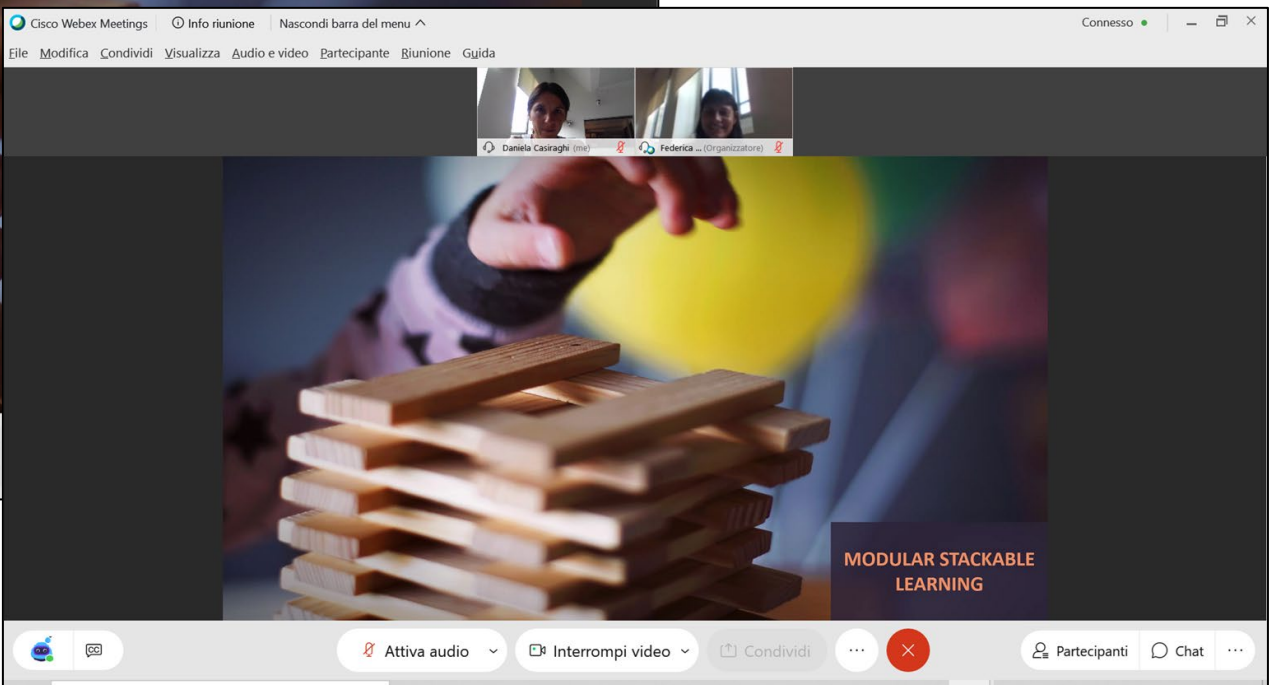 Cisco Webex Meetings Info riunione Nascondi barra del menu Connesso
File Modifica Condividi Visualizza Audio e video Partecipante Riunione Guida
Daniela Casiraghi (me) Federica ... (Organizzatore)
MODULAR STACKABLE
LEARNING
CC Attiva audio Interrompi video Condividi ... Partecipanti Chat ...